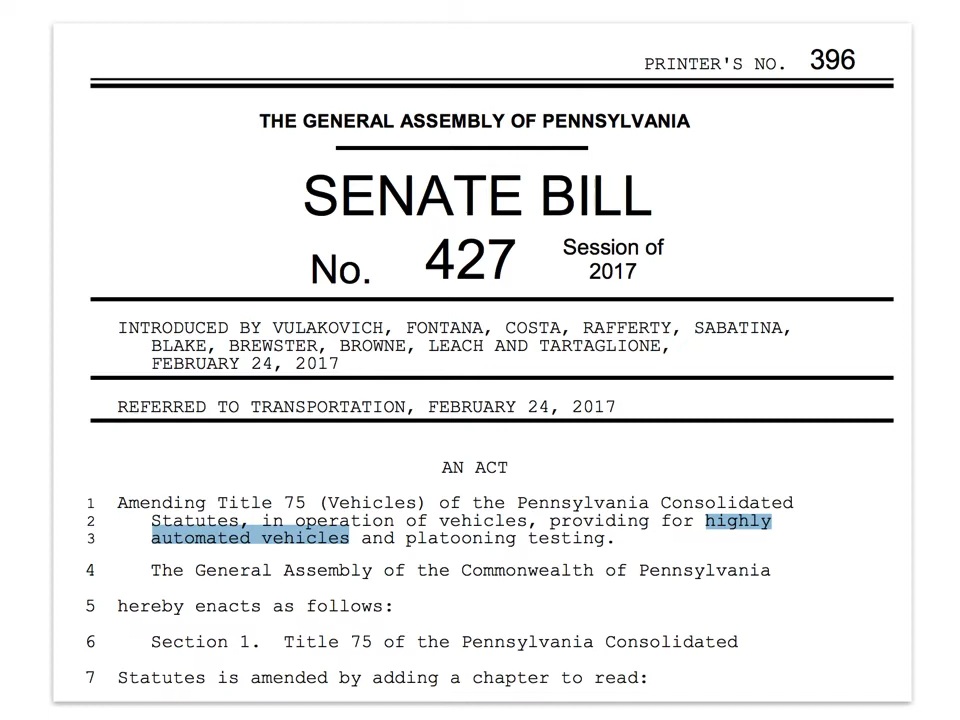 PRINTER'S NO. 396
THE GENERAL ASSEMBLY OF PENNSYLVANIA
SENATE BILL
No. 427 Session of
2017
INTRODUCED BY VULAKOVICH, FONTANA, COSTA, RAFFERTY, SABATINA,
BLAKE, BREWSTER, BROWNE, LEACH AND TARTAGLIONE,
FEBRUARY 24, 2017
REFERRED TO TRANSPORTATION, FEBRUARY 24, 2017
AN ACT
1 Amending Title 75 (Vehicles) of the Pennsylvania Consolidated
2 Statutes, in operation of vehicles, providing for highly
3 automated vehicles and platooning testing.
4 The General Assembly of the Commonwealth of Pennsylvania
5 hereby enacts as follows:
6 Section 1. Title 75 of the Pennsylvania Consolidated
7 Statutes is amended by adding a chapter to read: